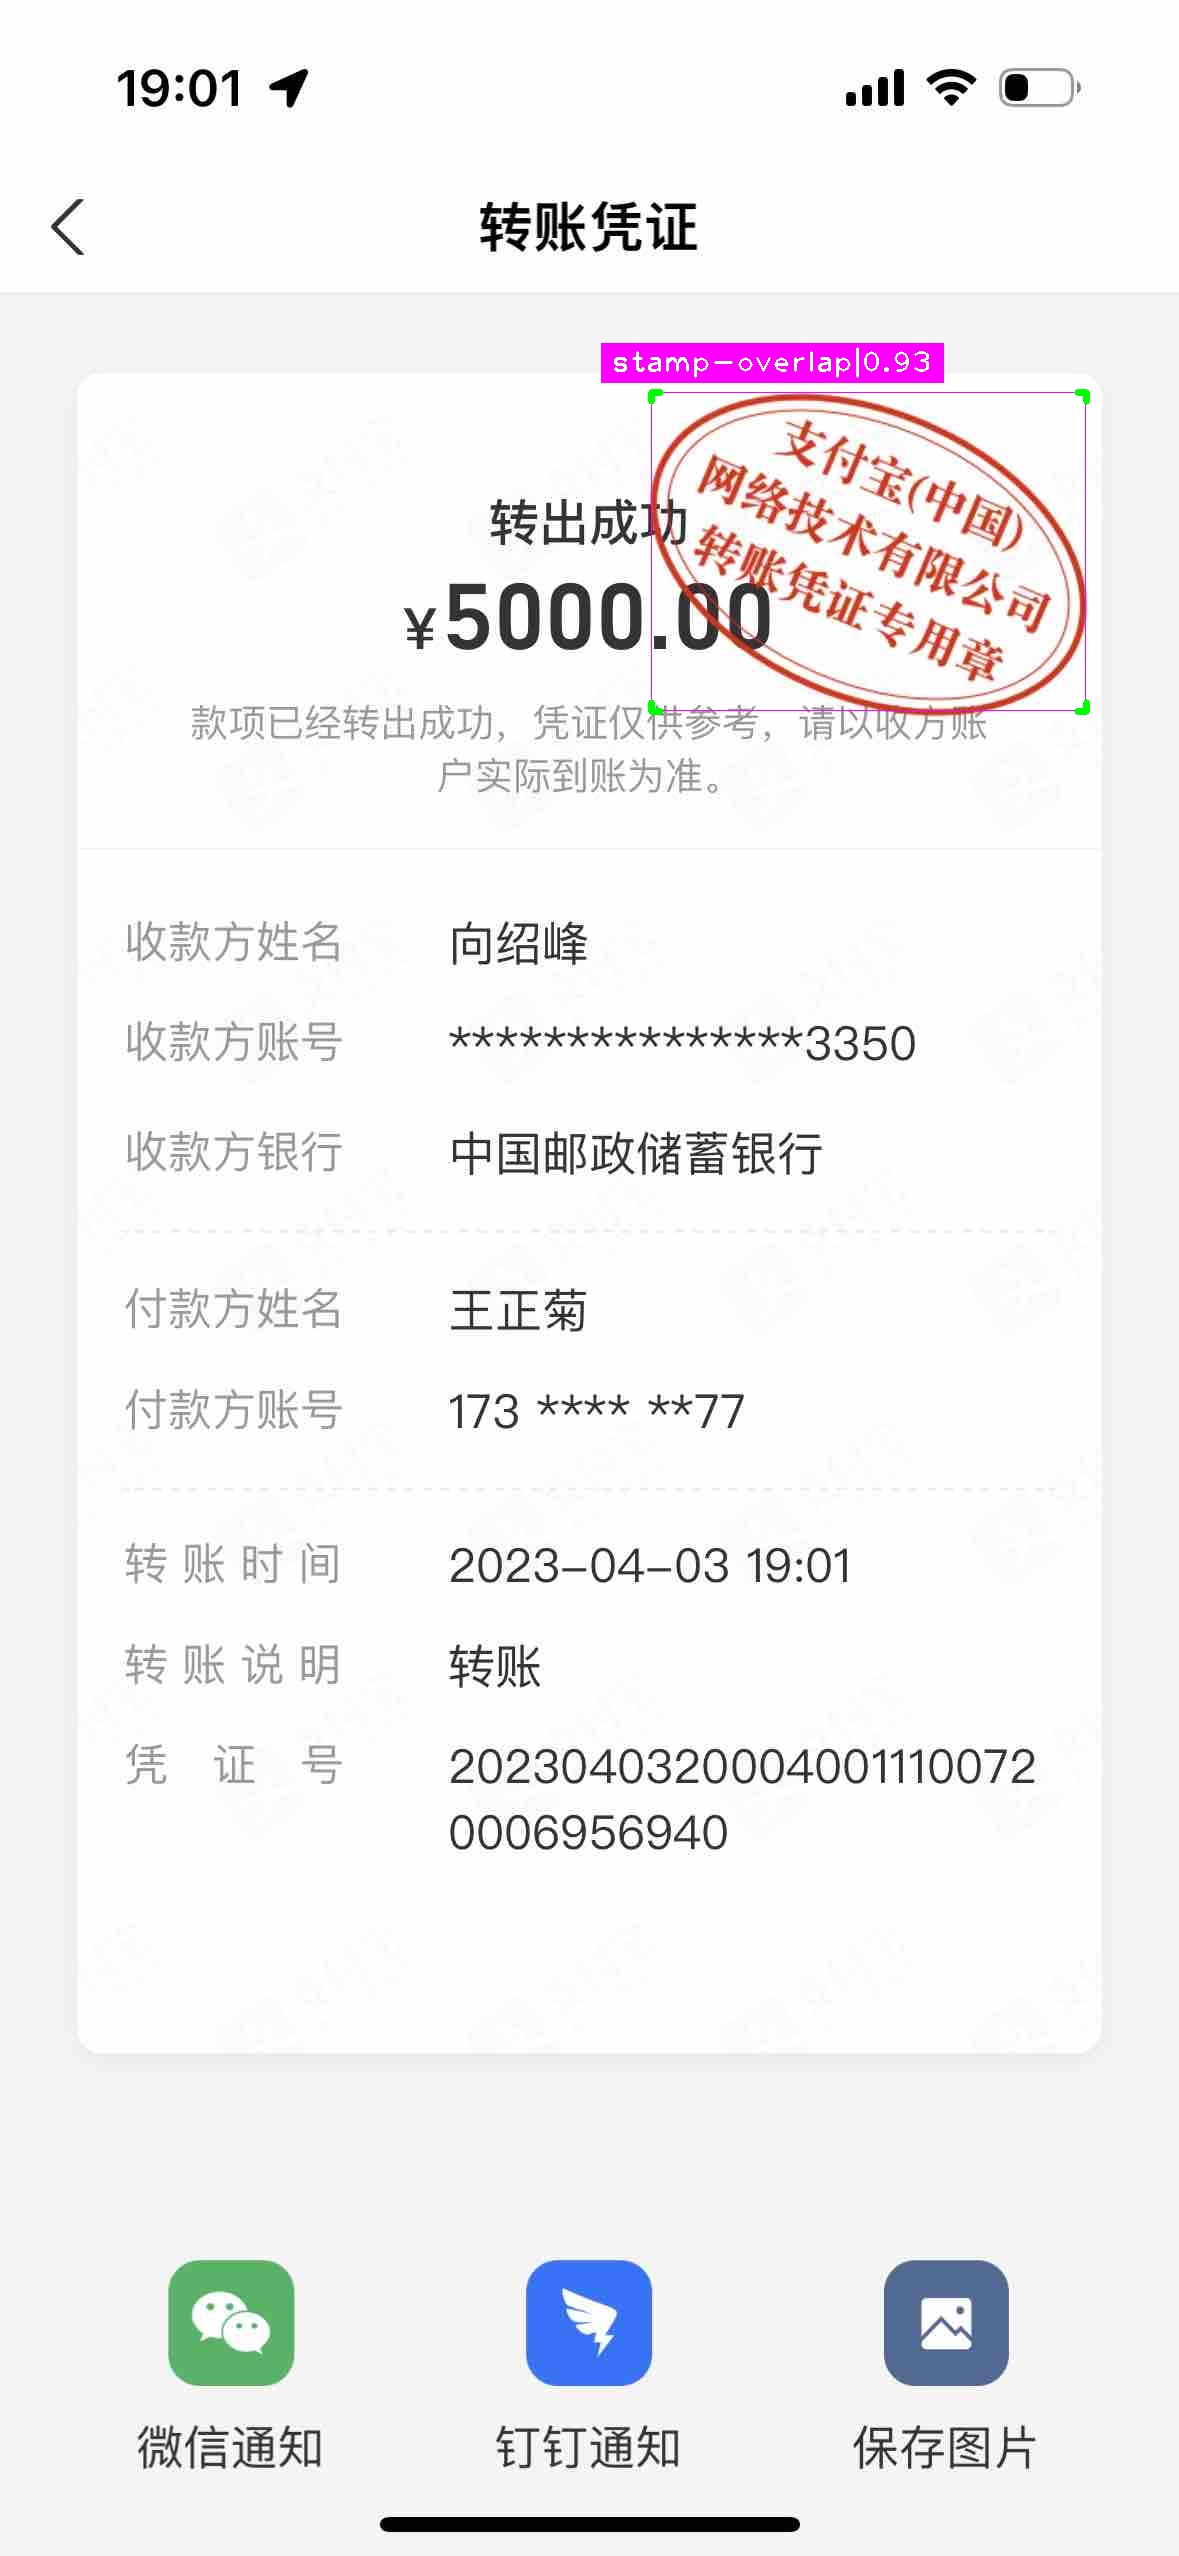 19:01
转账凭证
stamp-overlap|0.93
支付宝(中国)
网络技术有限公司
转账凭证专用章
转出成功
¥5000.00
款项已经转出成功，凭证仅供参考，请以收方账
户实际到账为准。
收款方姓名 向绍峰
收款方账号 ***************3350
收款方银行 中国邮政储蓄银行
付款方姓名 王正菊
付款方账号 173 **** **77
转账时间 2023-04-03 19:01
转账说明 转账
凭证号 2023040320004001110072
0006956940
微信通知 钉钉通知 保存图片